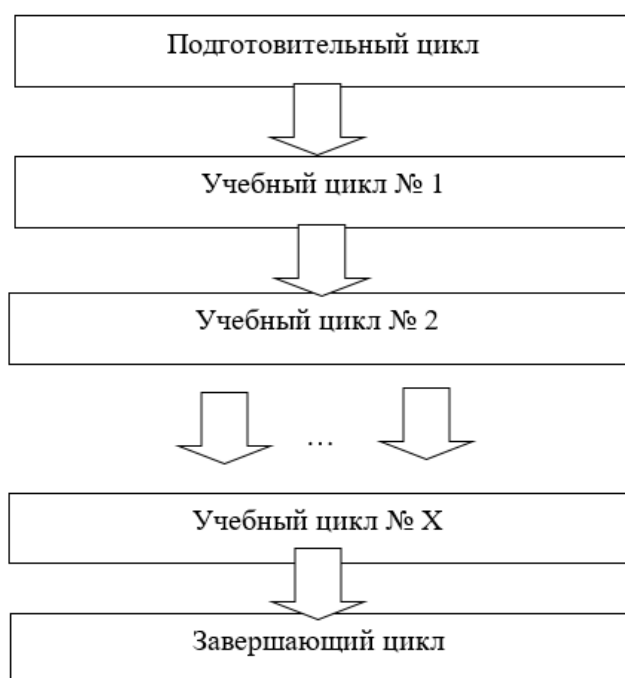 Подготовительный цикл
Учебный цикл № 1
Учебный цикл № 2
...
Учебный цикл № X
Завершающий цикл